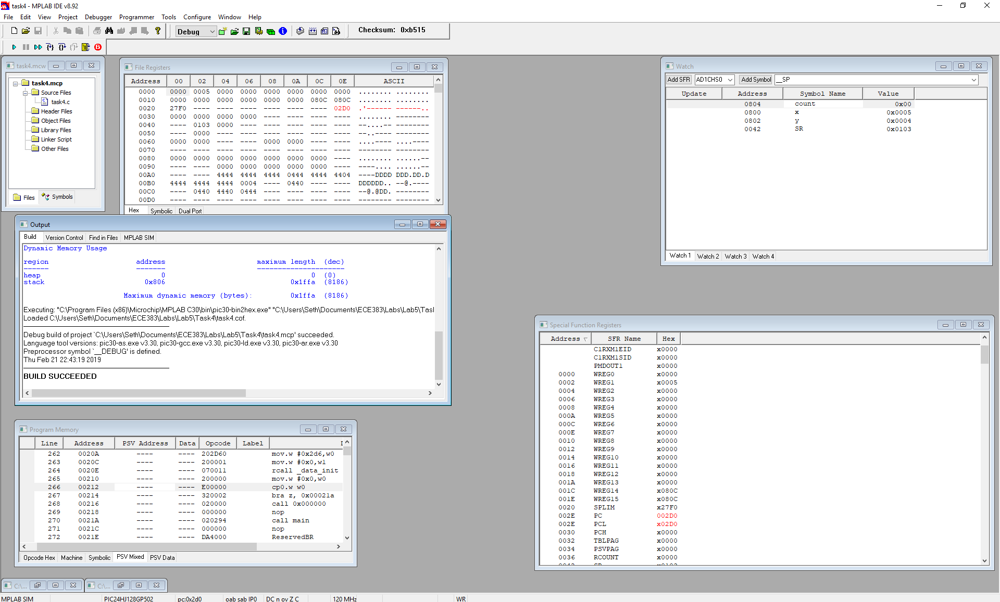 task4 - MPLAB IDE v8.92
File Edit View Project Debugger Programmer Tools Configure Window Help
Debug Checksum: 0xb515
task4.mcw
task4.mcp
Source Files
task4.c
Header Files
Object Files
Library Files
Linker Script
Other Files
Files Symbols
File Registers
Address 00 02 04 06 08 0A 0C 0E ASCII
0000 0000 0005 0000 0000 0000 0000 0000 0000 ........ ........
0010 0000 0000 0000 0000 0000 0000 080C 080C ........ ........
0020 27F0 ---- ---- ---- ---- ---- ---- 02D0 .'------ ------..
0030 0000 0000 0000 0000 ---- ---- ---- ---- ........ --------
0040 ---- 0103 0000 ---- ---- ---- ---- ---- --....-- --------
0050 ---- 0000 ---- ---- ---- ---- ---- ---- --..---- --------
0060 0000 0000 ---- ---- 0000 0000 ---- ---- ....---- ....----
0070 ---- ---- ---- ---- ---- ---- ---- ---- -------- --------
0080 0000 0000 0000 0000 0000 0000 0000 ---- ........ ......--
0090 ---- ---- 0000 0000 0000 0000 0000 ---- ----.... ......--
00A0 ---- ---- 4444 4444 4444 0444 4444 4404 ----DDDD DDD.DD.D
00B0 4444 4444 4444 0004 ---- 0440 ---- ---- DDDDDD.. --@.----
00C0 ---- 0440 4440 0444 ---- ---- ---- ---- --@.@DD. --------
00D0 ---- ---- ---- ---- ---- ---- ---- ---- -------- --------
Hex Symbolic Dual Port
Output
Build Version Control Find in Files MPLAB SIM
Dynamic Memory Usage
region address maximum length (dec)
------ ------- ---------------------
heap 0 0 (0)
stack 0x806 0x1ffa (8186)
Maximum dynamic memory (bytes): 0x1ffa (8186)
Executing: "C:\Program Files (x86)\Microchip\MPLAB C30\bin\pic30-bin2hex.exe" "C:\Users\Seth\Documents\ECE383\Labs\Lab5\Tasl
Loaded C:\Users\Seth\Documents\ECE383\Labs\Lab5\Task4\task4.cof.
Debug build of project `C:\Users\Seth\Documents\ECE383\Labs\Lab5\Task4\task4.mcp' succeeded.
Language tool versions: pic30-as.exe v3.30, pic30-gcc.exe v3.30, pic30-ld.exe v3.30, pic30-ar.exe v3.30
Preprocessor symbol `__DEBUG' is defined.
Thu Feb 21 22:43:19 2019
BUILD SUCCEEDED
Program Memory
Line Address PSV Address Data Opcode Label
262 0020A ---- ---- 202D60 mov.w #0x2d6,w0
263 0020C ---- ---- 200001 mov.w #0x0,w1
264 0020E ---- ---- 070011 rcall _data_init
265 00210 ---- ---- 200000 mov.w #0x0,w0
266 00212 ---- ---- E00000 cp0.w w0
267 00214 ---- ---- 320002 bra z, 0x00021a
268 00216 ---- ---- 020000 call 0x000000
269 00218 ---- ---- 000000 nop
270 0021A ---- ---- 020294 call main
271 0021C ---- ---- 000000 nop
272 0021E ---- ---- DA4000 ReservedBR
Opcode Hex Machine Symbolic PSV Mixed PSV Data
Watch
Add SFR AD1CHS0 Add Symbol __SP
Update Address Symbol Name Value
0804 count 0x00
0800 x 0x0005
0802 y 0x0004
0042 SR 0x0103
Watch 1 Watch 2 Watch 3 Watch 4
Special Function Registers
Address SFR Name Hex
C1RXM1EID x0000
C1RXM1SID x0000
PMDOUT1 x0000
0000 WREG0 x0000
0002 WREG1 x0005
0004 WREG2 x0000
0006 WREG3 x0000
0008 WREG4 x0000
000A WREG5 x0000
000C WREG6 x0000
000E WREG7 x0000
0010 WREG8 x0000
0012 WREG9 x0000
0014 WREG10 x0000
0016 WREG11 x0000
0018 WREG12 x0000
001A WREG13 x0000
001C WREG14 x080C
001E WREG15 x080C
0020 SPLIM x27F0
002E PC 002D0
002E PCL x02D0
0030 PCH x0000
0032 TBLPAG x0000
0034 PSVPAG x0000
0036 RCOUNT x0000
C:\... C:\...
MPLAB SIM PIC24HJ128GP502 pc:0x2d0 oab sab IP0 DC n ov Z C 120 MHz WR